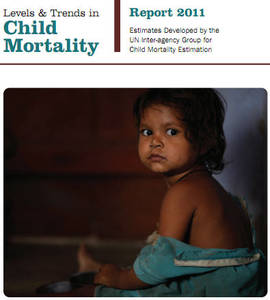 Levels & Trends in
Child
Mortality
Report 2011
Estimates Developed by the
UN Inter-agency Group for
Child Mortality Estimation